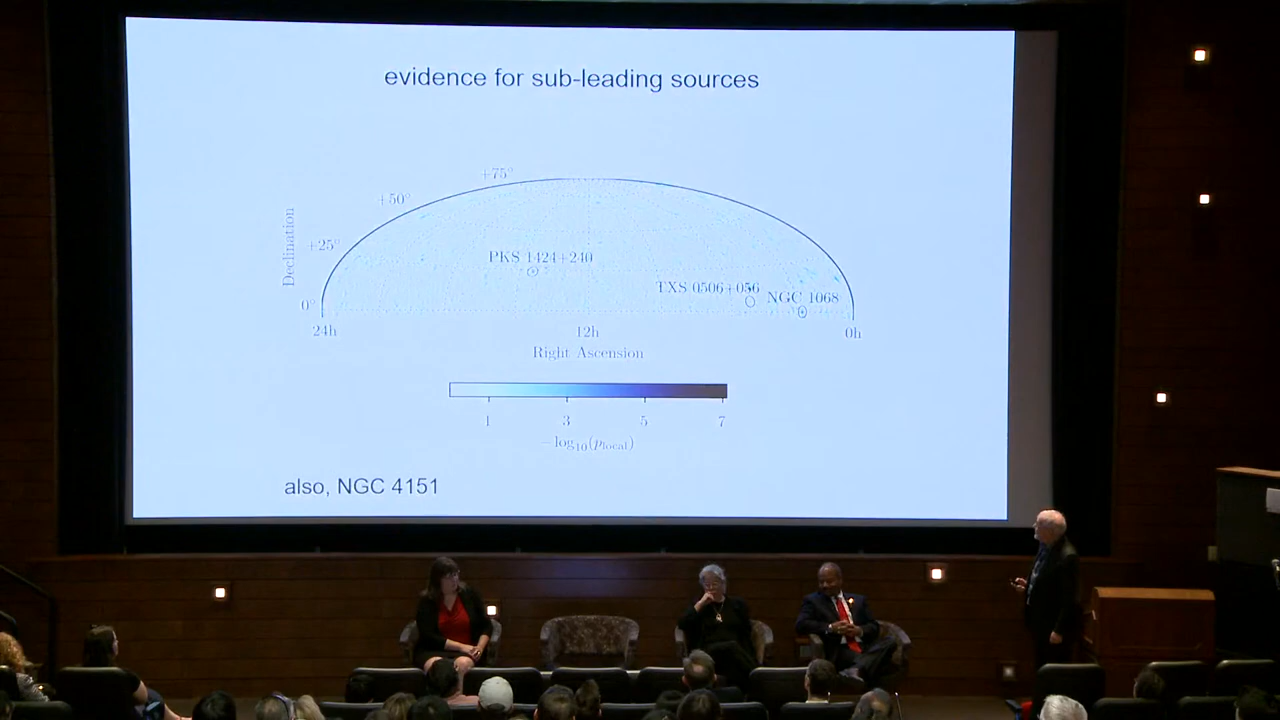 evidence for sub-leading sources
+75°
+50°
+25°
0°
Declination
PKS 1424+240
TXS 0506+056
NGC 1068
24h
12h
0h
Right Ascension
1
3
5
7
−log₁₀(p_local)
also, NGC 4151